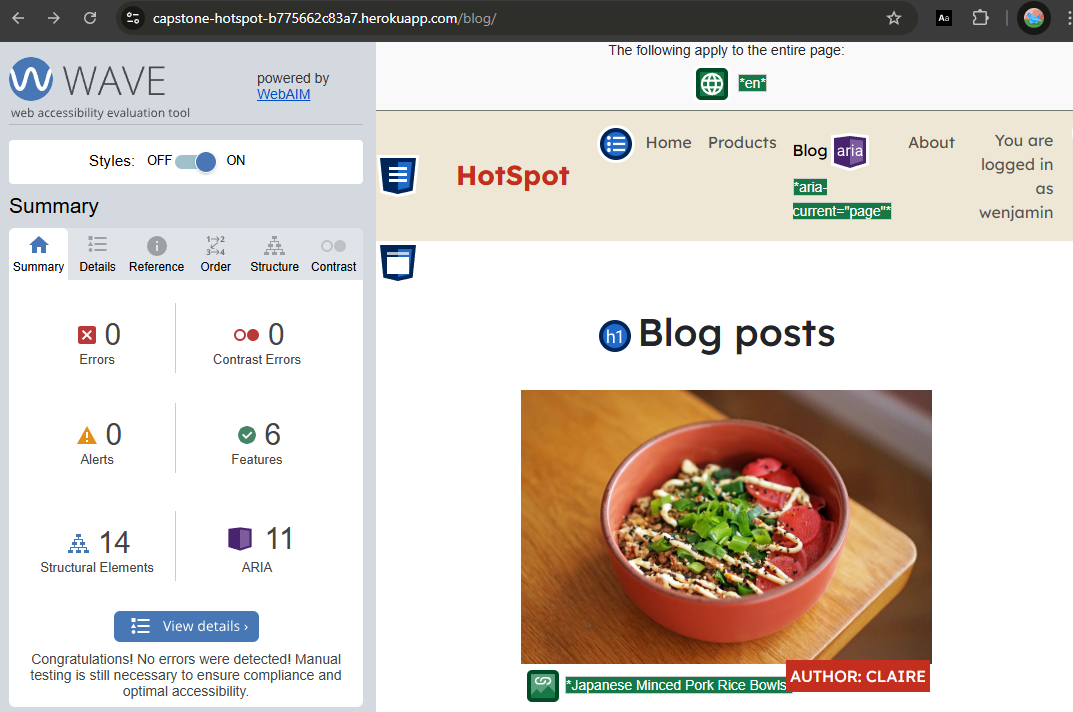 capstone-hotspot-b775662c83a7.herokuapp.com/blog/
Aa
WAVE
web accessibility evaluation tool
powered by
WebAIM
Styles: OFF ON
Summary
Summary Details Reference Order Structure Contrast
0
Errors
0
Contrast Errors
0
Alerts
6
Features
14
Structural Elements
11
ARIA
View details ›
Congratulations! No errors were detected! Manual
testing is still necessary to ensure compliance and
optimal accessibility.
The following apply to the entire page:
*en*
HotSpot
Home Products Blog aria About
*aria-
current="page"*
You are
logged in
as
wenjamin
h1 Blog posts
*Japanese Minced Pork Rice Bowls
AUTHOR: CLAIRE